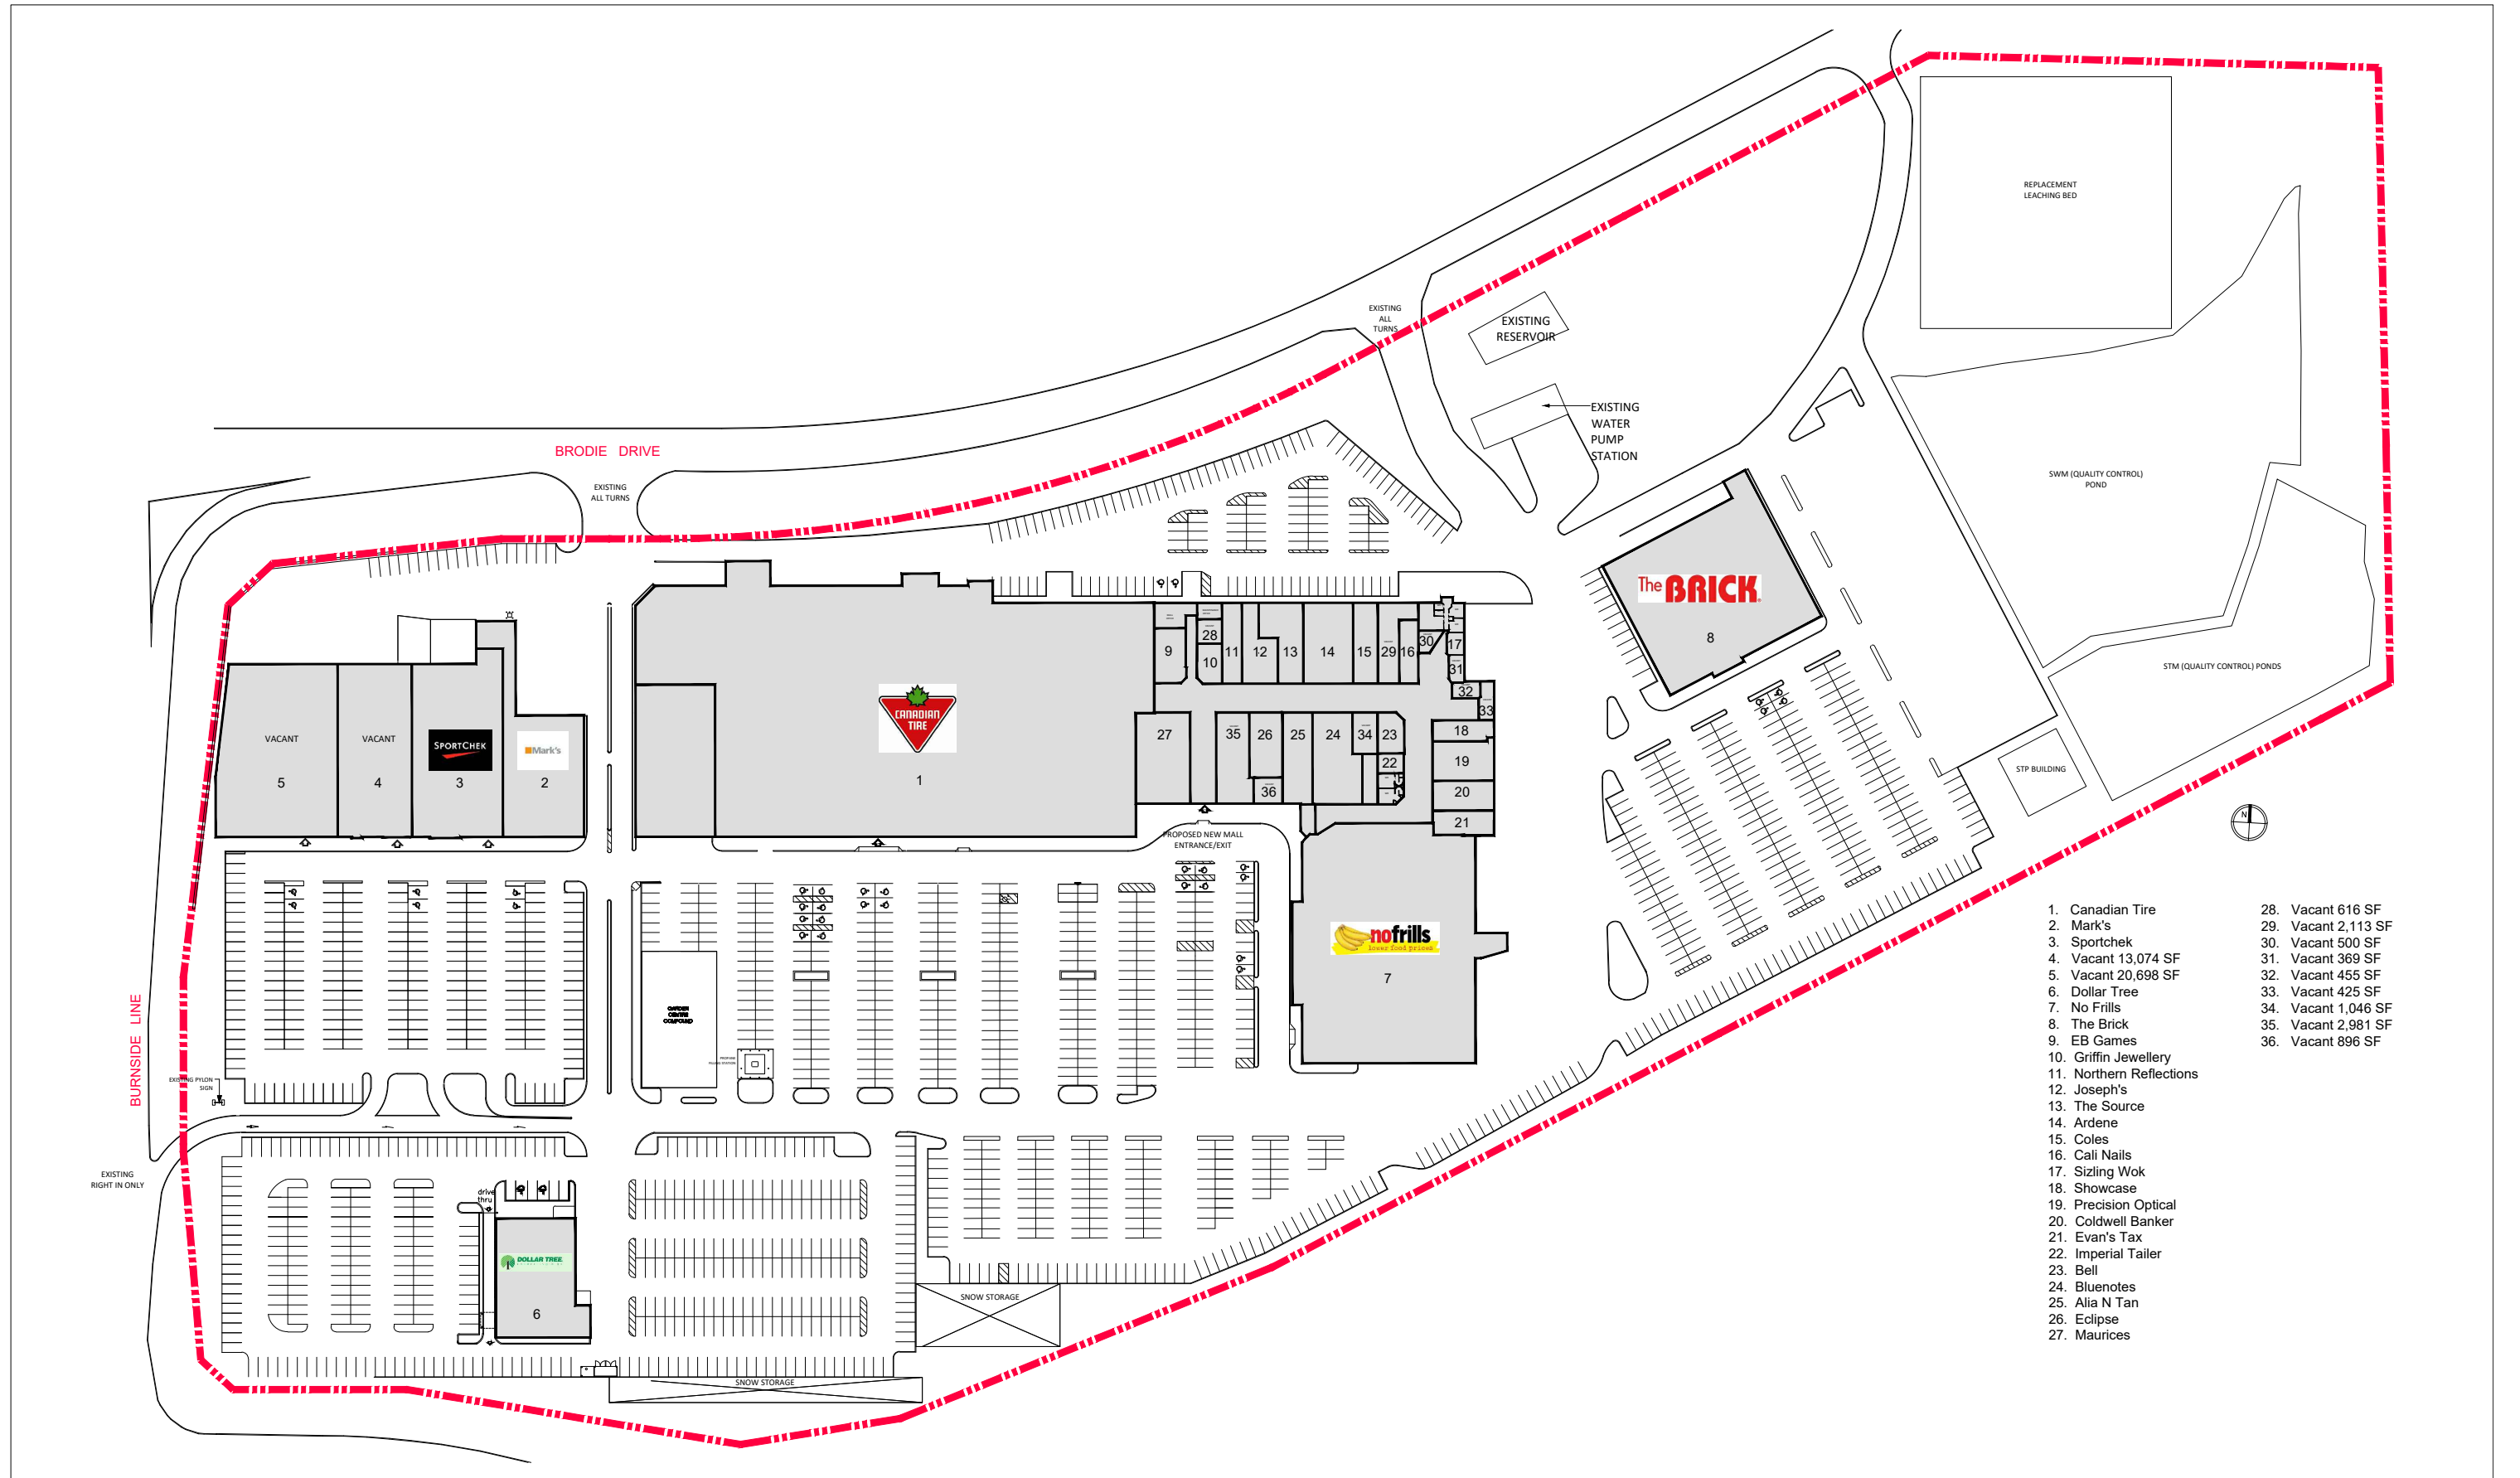 REPLACEMENT
LEACHING BED
EXISTING
ALL
TURNS
EXISTING
RESERVOIR
EXISTING
WATER
PUMP
STATION
BRODIE DRIVE
EXISTING
ALL TURNS
SWM (QUALITY CONTROL)
POND
STM (QUALITY CONTROL) PONDS
STP BUILDING
N
The BRICK
8
9
28
10
11
12
13
14
15
29
16
30
17
31
32
33
18
19
20
21
27
35
26
36
25
24
34
23
22
CANADIAN
TIRE
1
VACANT
5
VACANT
4
SPORTCHEK
3
Mark's
2
PROPOSED NEW MALL
ENTRANCE/EXIT
nofrills
lower food prices
7
GARDEN
CENTRE
COMPOUND
PROPANE
FILLING STATION
BURNSIDE LINE
EXISTING PYLON
SIGN
EXISTING
RIGHT IN ONLY
drive
thru
DOLLAR TREE
6
SNOW STORAGE
SNOW STORAGE
1. Canadian Tire
2. Mark's
3. Sportchek
4. Vacant 13,074 SF
5. Vacant 20,698 SF
6. Dollar Tree
7. No Frills
8. The Brick
9. EB Games
10. Griffin Jewellery
11. Northern Reflections
12. Joseph's
13. The Source
14. Ardene
15. Coles
16. Cali Nails
17. Sizling Wok
18. Showcase
19. Precision Optical
20. Coldwell Banker
21. Evan's Tax
22. Imperial Tailer
23. Bell
24. Bluenotes
25. Alia N Tan
26. Eclipse
27. Maurices
28. Vacant 616 SF
29. Vacant 2,113 SF
30. Vacant 500 SF
31. Vacant 369 SF
32. Vacant 455 SF
33. Vacant 425 SF
34. Vacant 1,046 SF
35. Vacant 2,981 SF
36. Vacant 896 SF